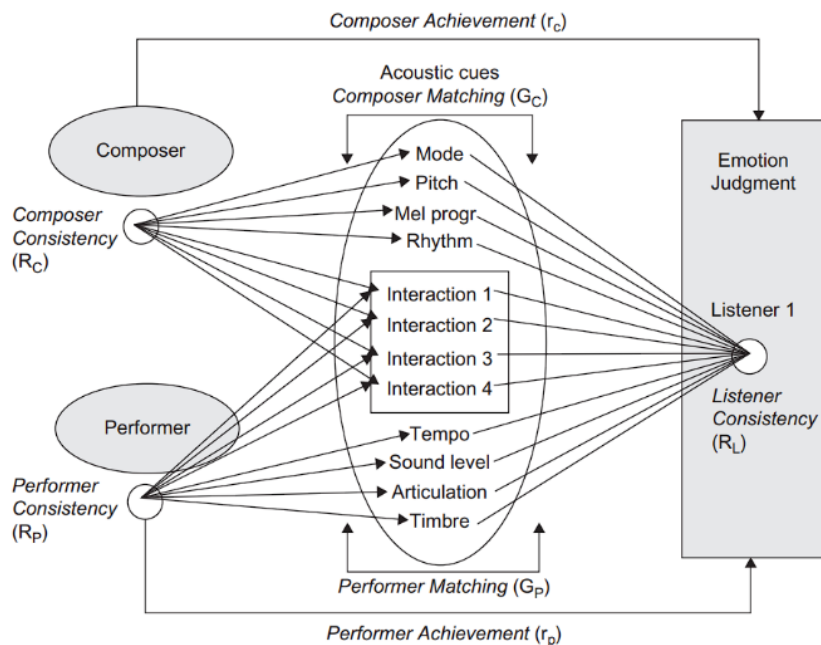 Composer Achievement (rc)
Acoustic cues
Composer Matching (GC)
Composer
Mode
Pitch
Mel progr
Rhythm
Composer
Consistency
(RC)
Emotion
Judgment
Interaction 1
Interaction 2
Interaction 3
Interaction 4
Listener 1
Listener
Consistency
(RL)
Performer
Tempo
Sound level
Articulation
Timbre
Performer
Consistency
(RP)
Performer Matching (GP)
Performer Achievement (rp)